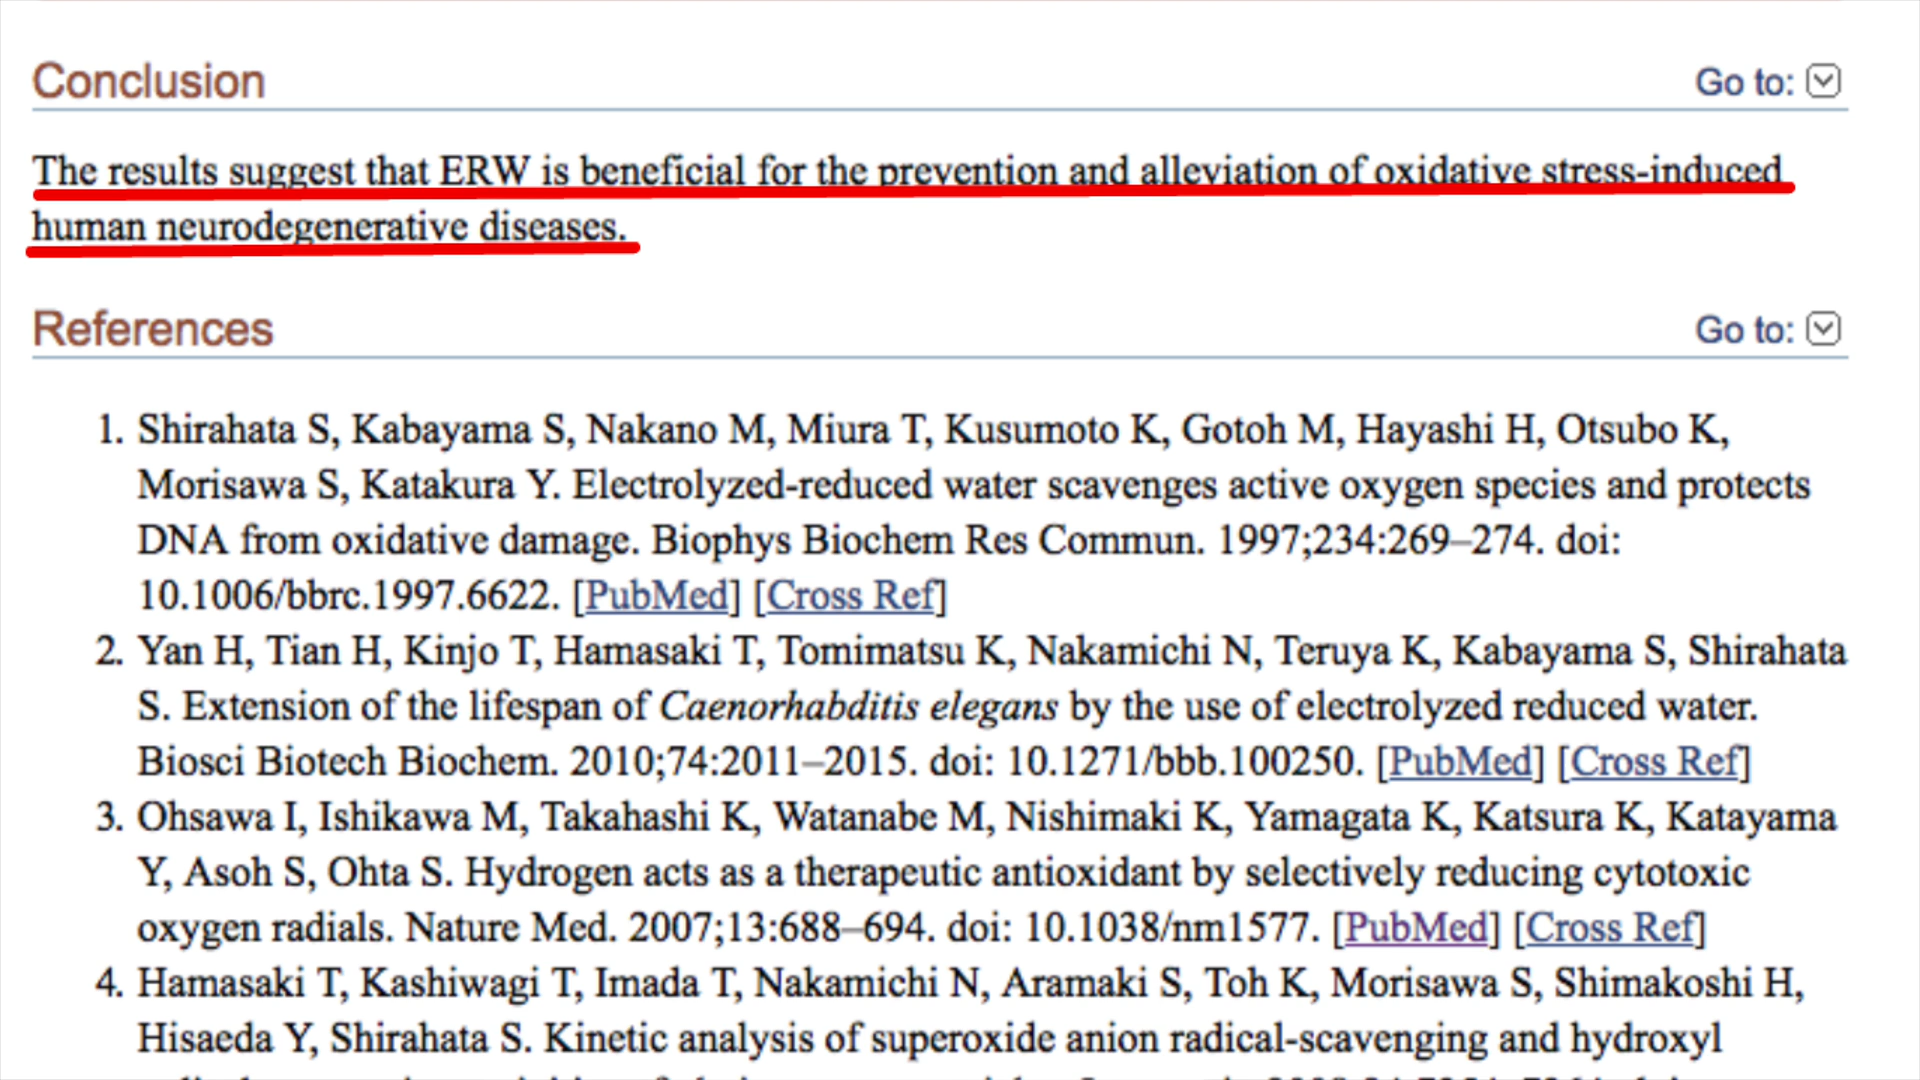 Conclusion
Go to:
The results suggest that ERW is beneficial for the prevention and alleviation of oxidative stress-induced
human neurodegenerative diseases.
References
Go to:
1. Shirahata S, Kabayama S, Nakano M, Miura T, Kusumoto K, Gotoh M, Hayashi H, Otsubo K,
Morisawa S, Katakura Y. Electrolyzed-reduced water scavenges active oxygen species and protects
DNA from oxidative damage. Biophys Biochem Res Commun. 1997;234:269–274. doi:
10.1006/bbrc.1997.6622. [PubMed] [Cross Ref]
2. Yan H, Tian H, Kinjo T, Hamasaki T, Tomimatsu K, Nakamichi N, Teruya K, Kabayama S, Shirahata
S. Extension of the lifespan of Caenorhabditis elegans by the use of electrolyzed reduced water.
Biosci Biotech Biochem. 2010;74:2011–2015. doi: 10.1271/bbb.100250. [PubMed] [Cross Ref]
3. Ohsawa I, Ishikawa M, Takahashi K, Watanabe M, Nishimaki K, Yamagata K, Katsura K, Katayama
Y, Asoh S, Ohta S. Hydrogen acts as a therapeutic antioxidant by selectively reducing cytotoxic
oxygen radials. Nature Med. 2007;13:688–694. doi: 10.1038/nm1577. [PubMed] [Cross Ref]
4. Hamasaki T, Kashiwagi T, Imada T, Nakamichi N, Aramaki S, Toh K, Morisawa S, Shimakoshi H,
Hisaeda Y, Shirahata S. Kinetic analysis of superoxide anion radical-scavenging and hydroxyl